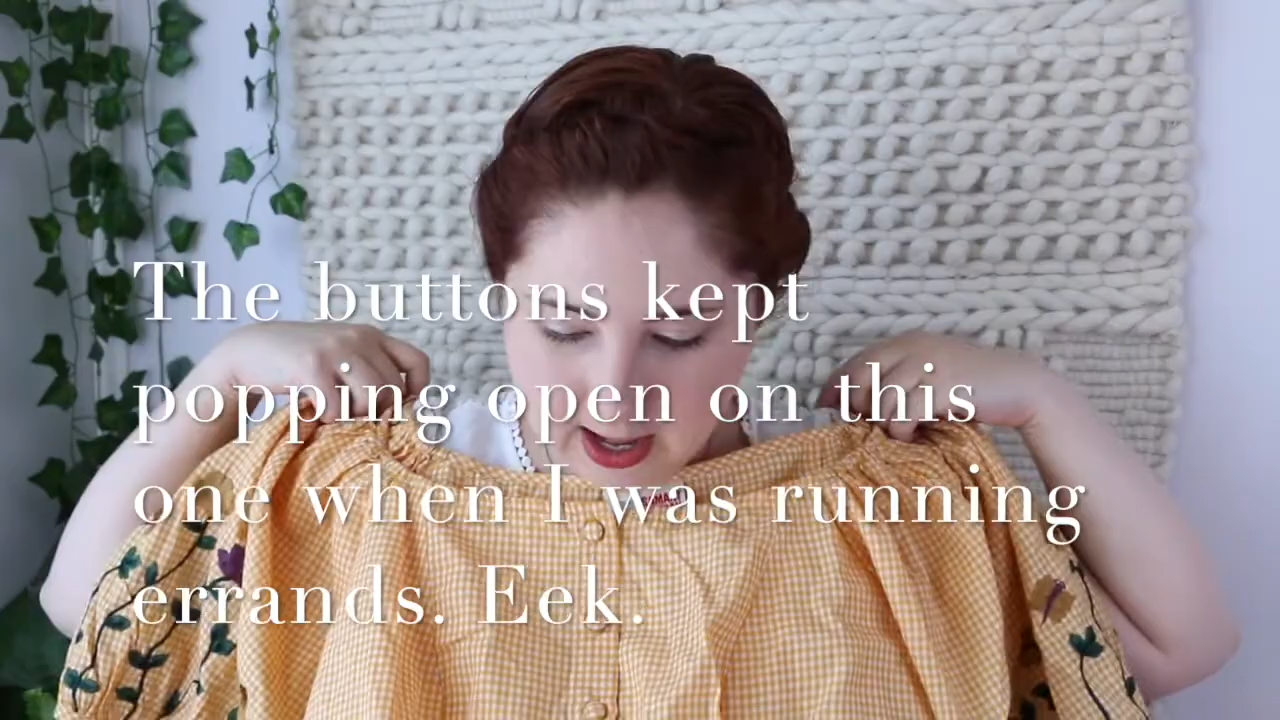 The buttons kept
popping open on this
one when I was running
errands. Eek.